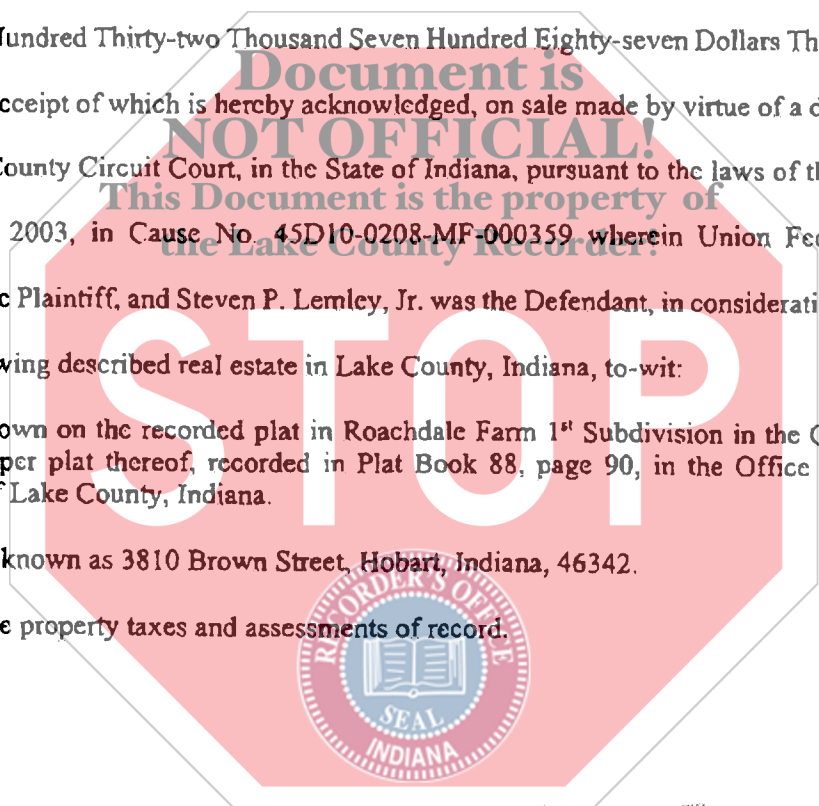 Hundred Thirty-two Thousand Seven Hundred Eighty-seven Dollars Th
Document is
ceipt of which is hereby acknowledged, on sale made by virtue of a d
NOT OFFICIAL!
County Circuit Court, in the State of Indiana, pursuant to the laws of th
This Document is the property of
2003, in Cause No. 45D10-0208-MF-000359 wherein Union Fed
the Lake County Recorder!
Plaintiff, and Steven P. Lemley, Jr. was the Defendant, in considerati
wing described real estate in Lake County, Indiana, to-wit:
STOP
own on the recorded plat in Roachdale Farm 1st Subdivision in the C
per plat thereof, recorded in Plat Book 88, page 90, in the Office
Lake County, Indiana.
known as 3810 Brown Street, Hobart, Indiana, 46342.
e property taxes and assessments of record.
RECORDER'S OFFICE
SEAL
INDIANA